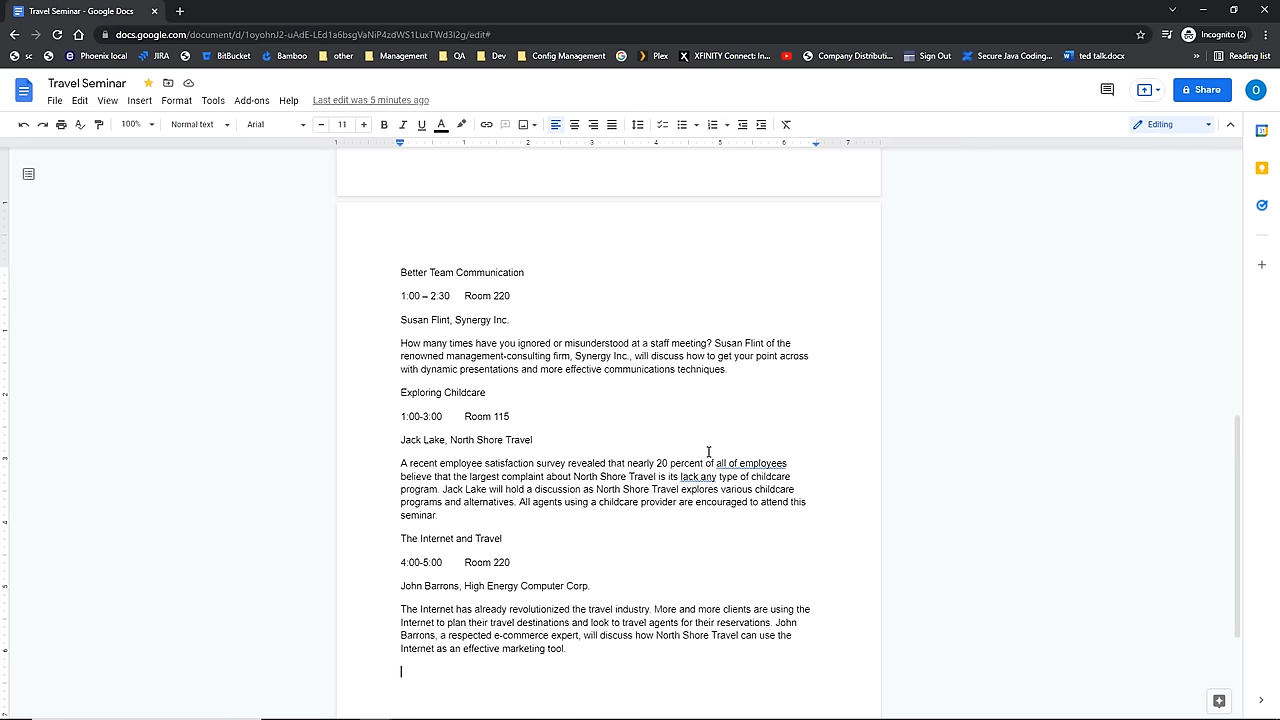 Travel Seminar - Google Docs
docs.google.com/document/d/1oyohnJ2-uAdE-LEd1a6bsgVaNiP4zdWS1LuxTWd3l2g/edit#
Incognito (2)
sc
Pheenix local
JIRA
BitBucket
Bamboo
other
Management
QA
Dev
Config Management
Plex
XFINITY Connect: In...
Company Distributi...
Sign Out
Secure Java Coding...
ted talk.docx
»
Reading list
Travel Seminar
File Edit View Insert Format Tools Add-ons Help Last edit was 5 minutes ago
Share
O
100% Normal text Arial − 11 + B I U A
Editing
1 1 2 3 4 5 6 7
Better Team Communication
1:00 – 2:30 Room 220
Susan Flint, Synergy Inc.
How many times have you ignored or misunderstood at a staff meeting? Susan Flint of the
renowned management-consulting firm, Synergy Inc., will discuss how to get your point across
with dynamic presentations and more effective communications techniques.
Exploring Childcare
1:00-3:00 Room 115
Jack Lake, North Shore Travel
A recent employee satisfaction survey revealed that nearly 20 percent of all of employees
believe that the largest complaint about North Shore Travel is its lack any type of childcare
program. Jack Lake will hold a discussion as North Shore Travel explores various childcare
programs and alternatives. All agents using a childcare provider are encouraged to attend this
seminar.
The Internet and Travel
4:00-5:00 Room 220
John Barrons, High Energy Computer Corp.
The Internet has already revolutionized the travel industry. More and more clients are using the
Internet to plan their travel destinations and look to travel agents for their reservations. John
Barrons, a respected e-commerce expert, will discuss how North Shore Travel can use the
Internet as an effective marketing tool.